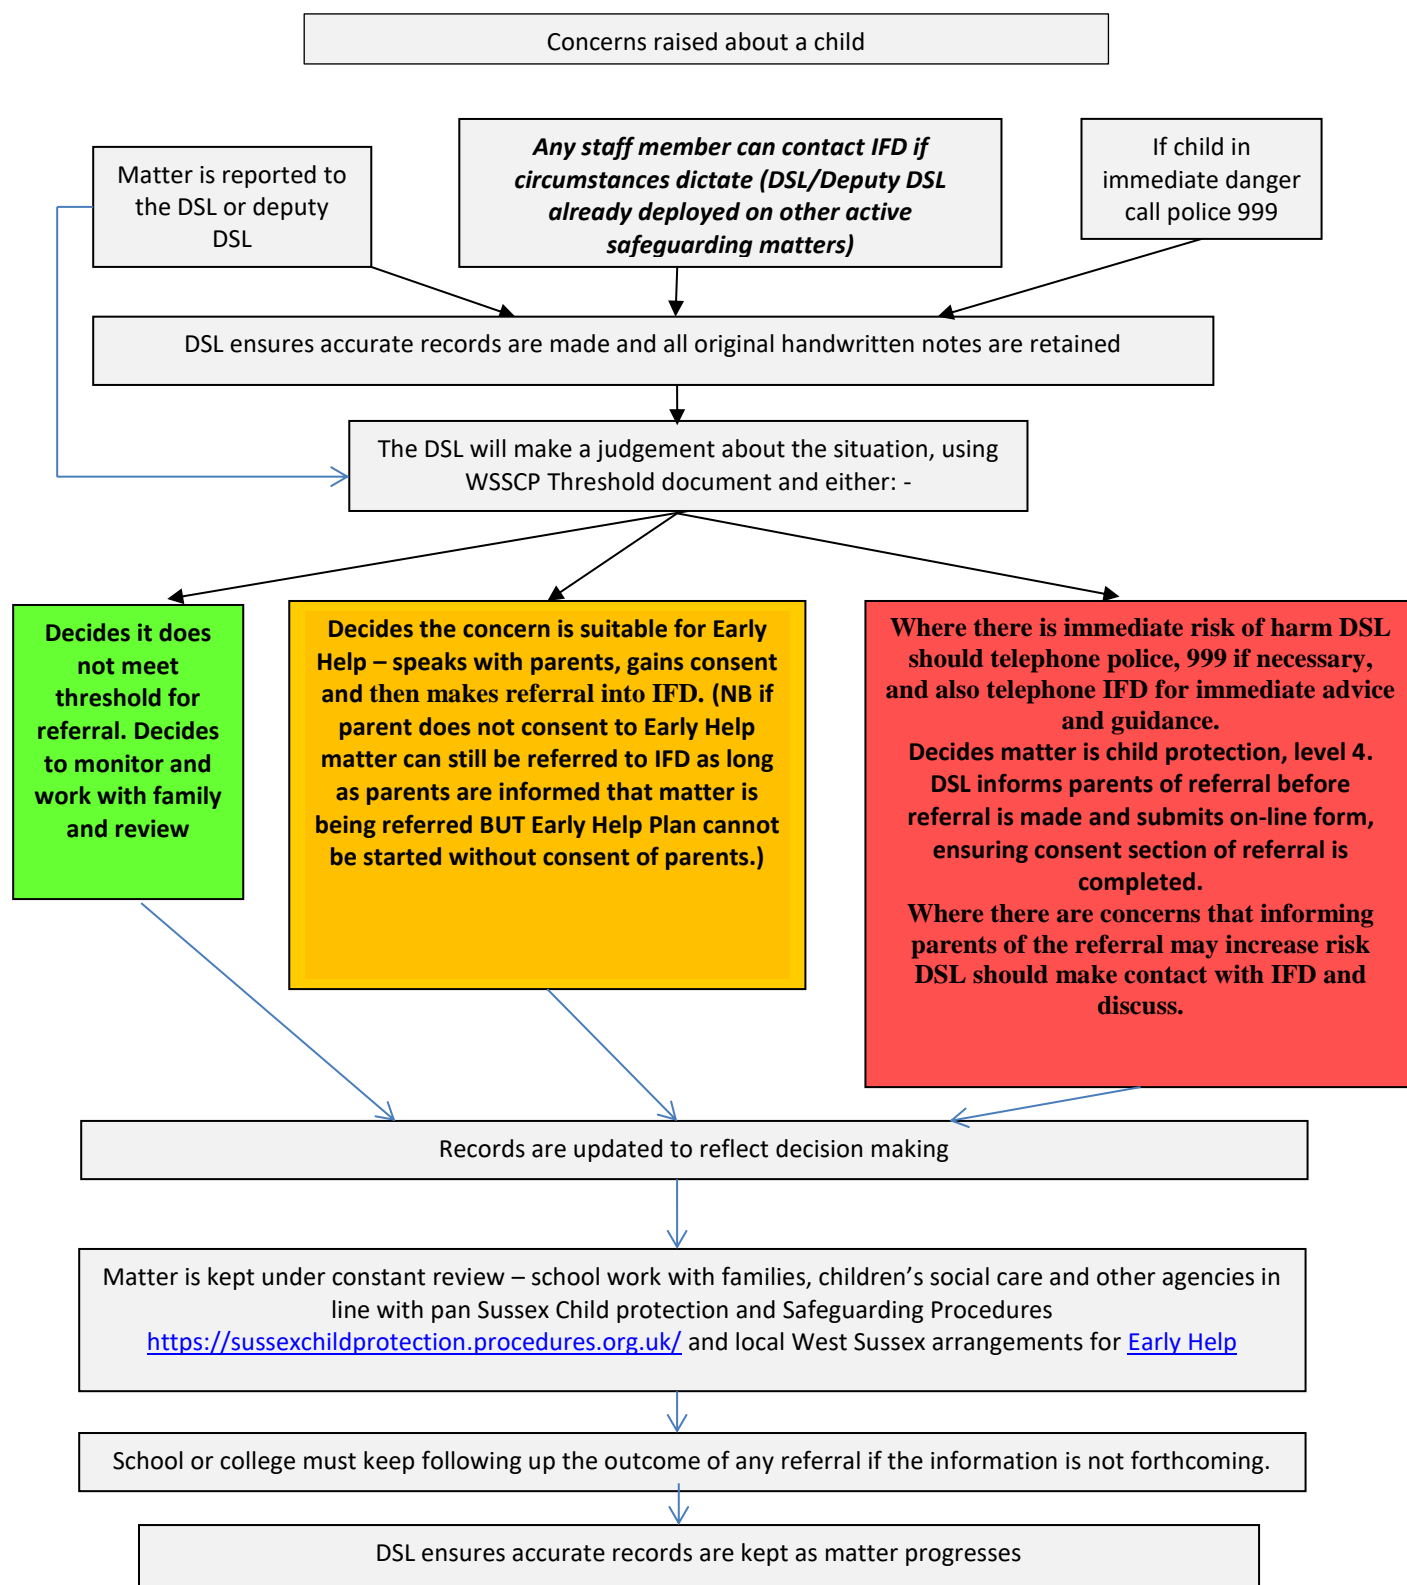 Concerns raised about a child
Matter is reported to
the DSL or deputy
DSL
Any staff member can contact IFD if
circumstances dictate (DSL/Deputy DSL
already deployed on other active
safeguarding matters)
If child in
immediate danger
call police 999
DSL ensures accurate records are made and all original handwritten notes are retained
The DSL will make a judgement about the situation, using
WSSCP Threshold document and either: -
Decides it does
not meet
threshold for
referral. Decides
to monitor and
work with family
and review
Decides the concern is suitable for Early
Help – speaks with parents, gains consent
and then makes referral into IFD. (NB if
parent does not consent to Early Help
matter can still be referred to IFD as long
as parents are informed that matter is
being referred BUT Early Help Plan cannot
be started without consent of parents.)
Where there is immediate risk of harm DSL
should telephone police, 999 if necessary,
and also telephone IFD for immediate advice
and guidance.
Decides matter is child protection, level 4.
DSL informs parents of referral before
referral is made and submits on-line form,
ensuring consent section of referral is
completed.
Where there are concerns that informing
parents of the referral may increase risk
DSL should make contact with IFD and
discuss.
Records are updated to reflect decision making
Matter is kept under constant review – school work with families, children’s social care and other agencies in
line with pan Sussex Child protection and Safeguarding Procedures
https://sussexchildprotection.procedures.org.uk/ and local West Sussex arrangements for Early Help
School or college must keep following up the outcome of any referral if the information is not forthcoming.
DSL ensures accurate records are kept as matter progresses